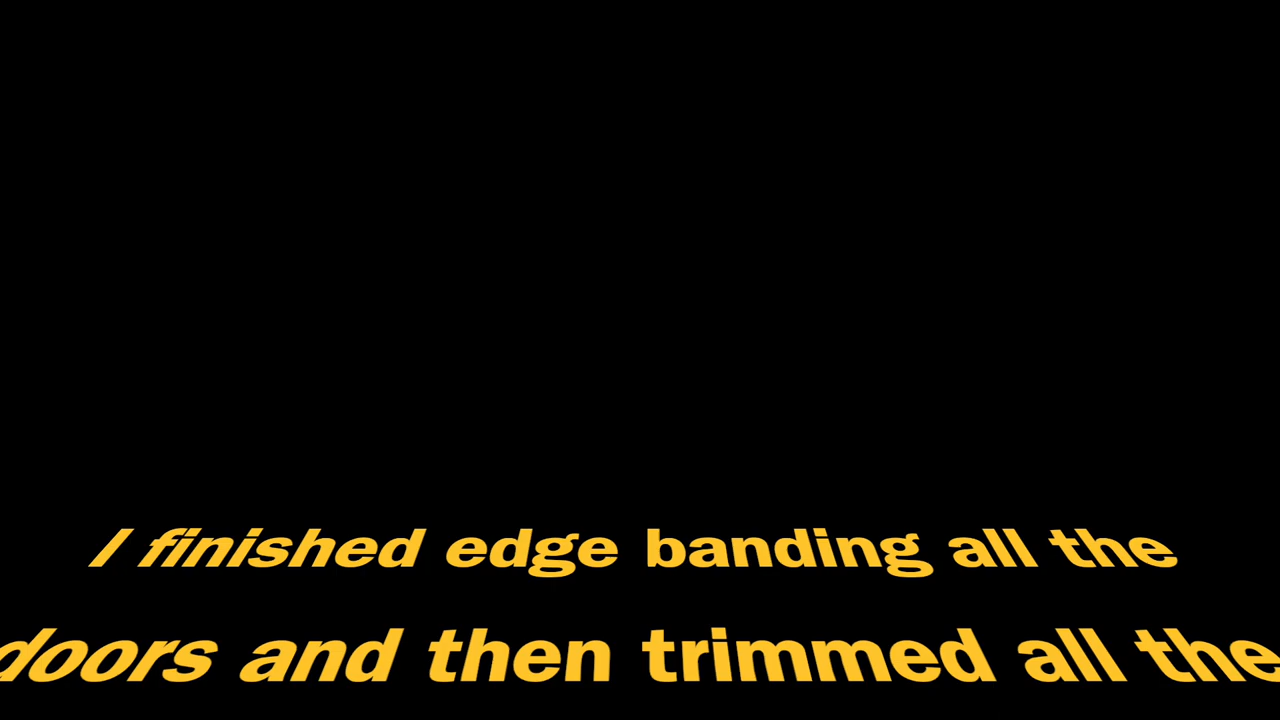 I finished edge banding all the
doors and then trimmed all the